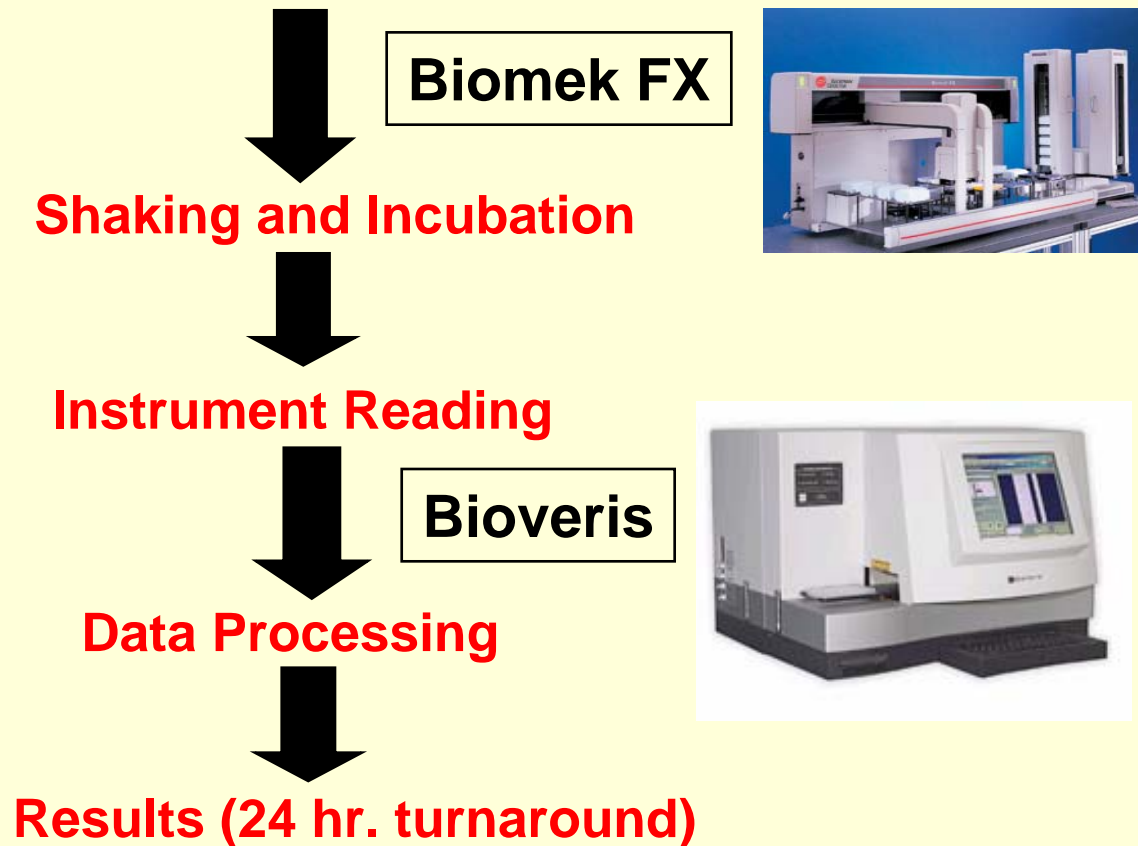 Biomek FX
Shaking and Incubation
Instrument Reading
Bioveris
Data Processing
Results (24 hr. turnaround)